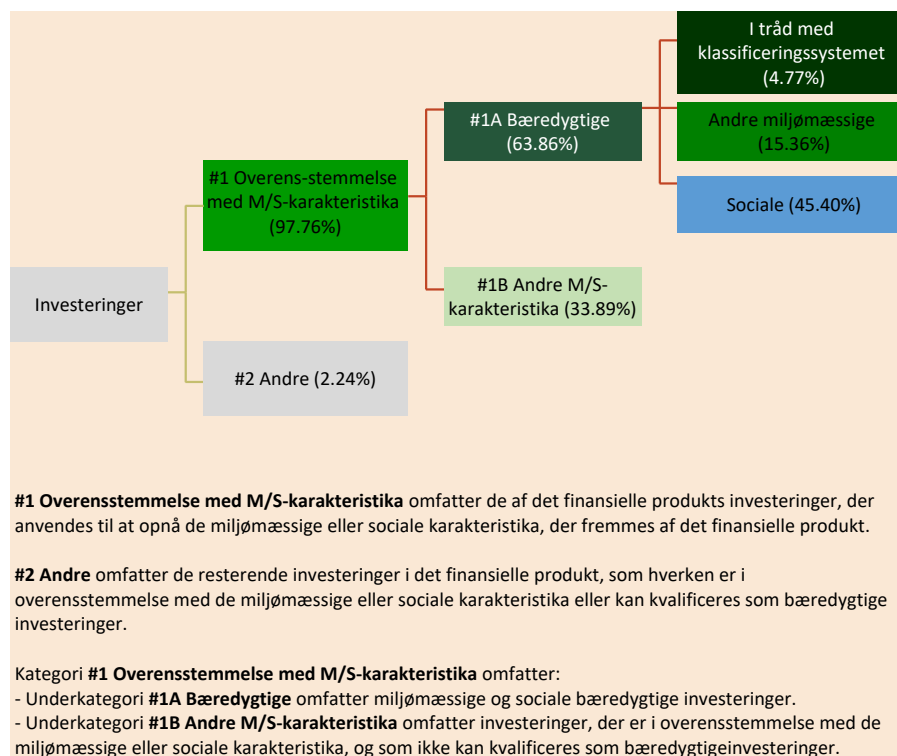 I tråd med
klassificeringssystemet
(4.77%)
#1A Bæredygtige
(63.86%)
Andre miljømæssige
(15.36%)
#1 Overens-stemmelse
med M/S-karakteristika
(97.76%)
Sociale (45.40%)
Investeringer
#1B Andre M/S-
karakteristika (33.89%)
#2 Andre (2.24%)
#1 Overensstemmelse med M/S-karakteristika omfatter de af det finansielle produkts investeringer, der
anvendes til at opnå de miljømæssige eller sociale karakteristika, der fremmes af det finansielle produkt.
#2 Andre omfatter de resterende investeringer i det finansielle produkt, som hverken er i
overensstemmelse med de miljømæssige eller sociale karakteristika eller kan kvalificeres som bæredygtige
investeringer.
Kategori #1 Overensstemmelse med M/S-karakteristika omfatter:
- Underkategori #1A Bæredygtige omfatter miljømæssige og sociale bæredygtige investeringer.
- Underkategori #1B Andre M/S-karakteristika omfatter investeringer, der er i overensstemmelse med de
miljømæssige eller sociale karakteristika, og som ikke kan kvalificeres som bæredygtigeinvesteringer.